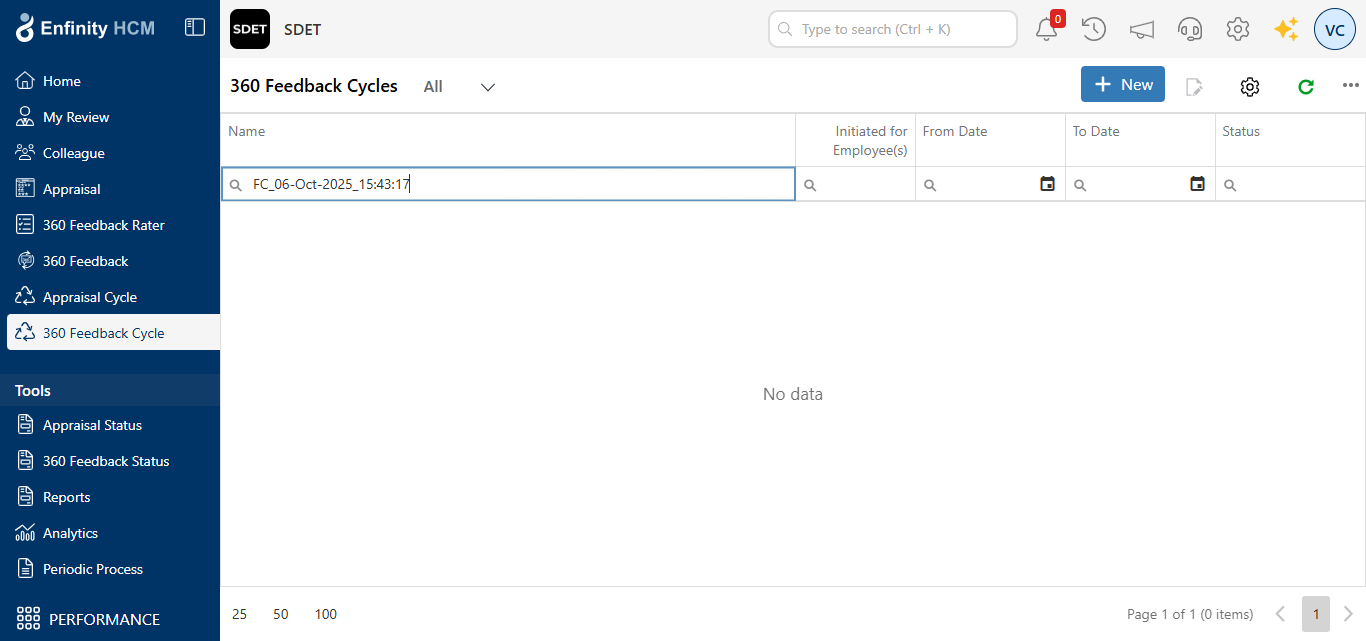 Enfinity HCM
SDET SDET
Type to search (Ctrl + K)
0
VC
Home
My Review
Colleague
Appraisal
360 Feedback Rater
360 Feedback
Appraisal Cycle
360 Feedback Cycle
Tools
Appraisal Status
360 Feedback Status
Reports
Analytics
Periodic Process
PERFORMANCE
360 Feedback Cycles All
New
Name
Initiated for
Employee(s)
From Date
To Date
Status
FC_06-Oct-2025_15:43:17
No data
25 50 100
Page 1 of 1 (0 items) 1